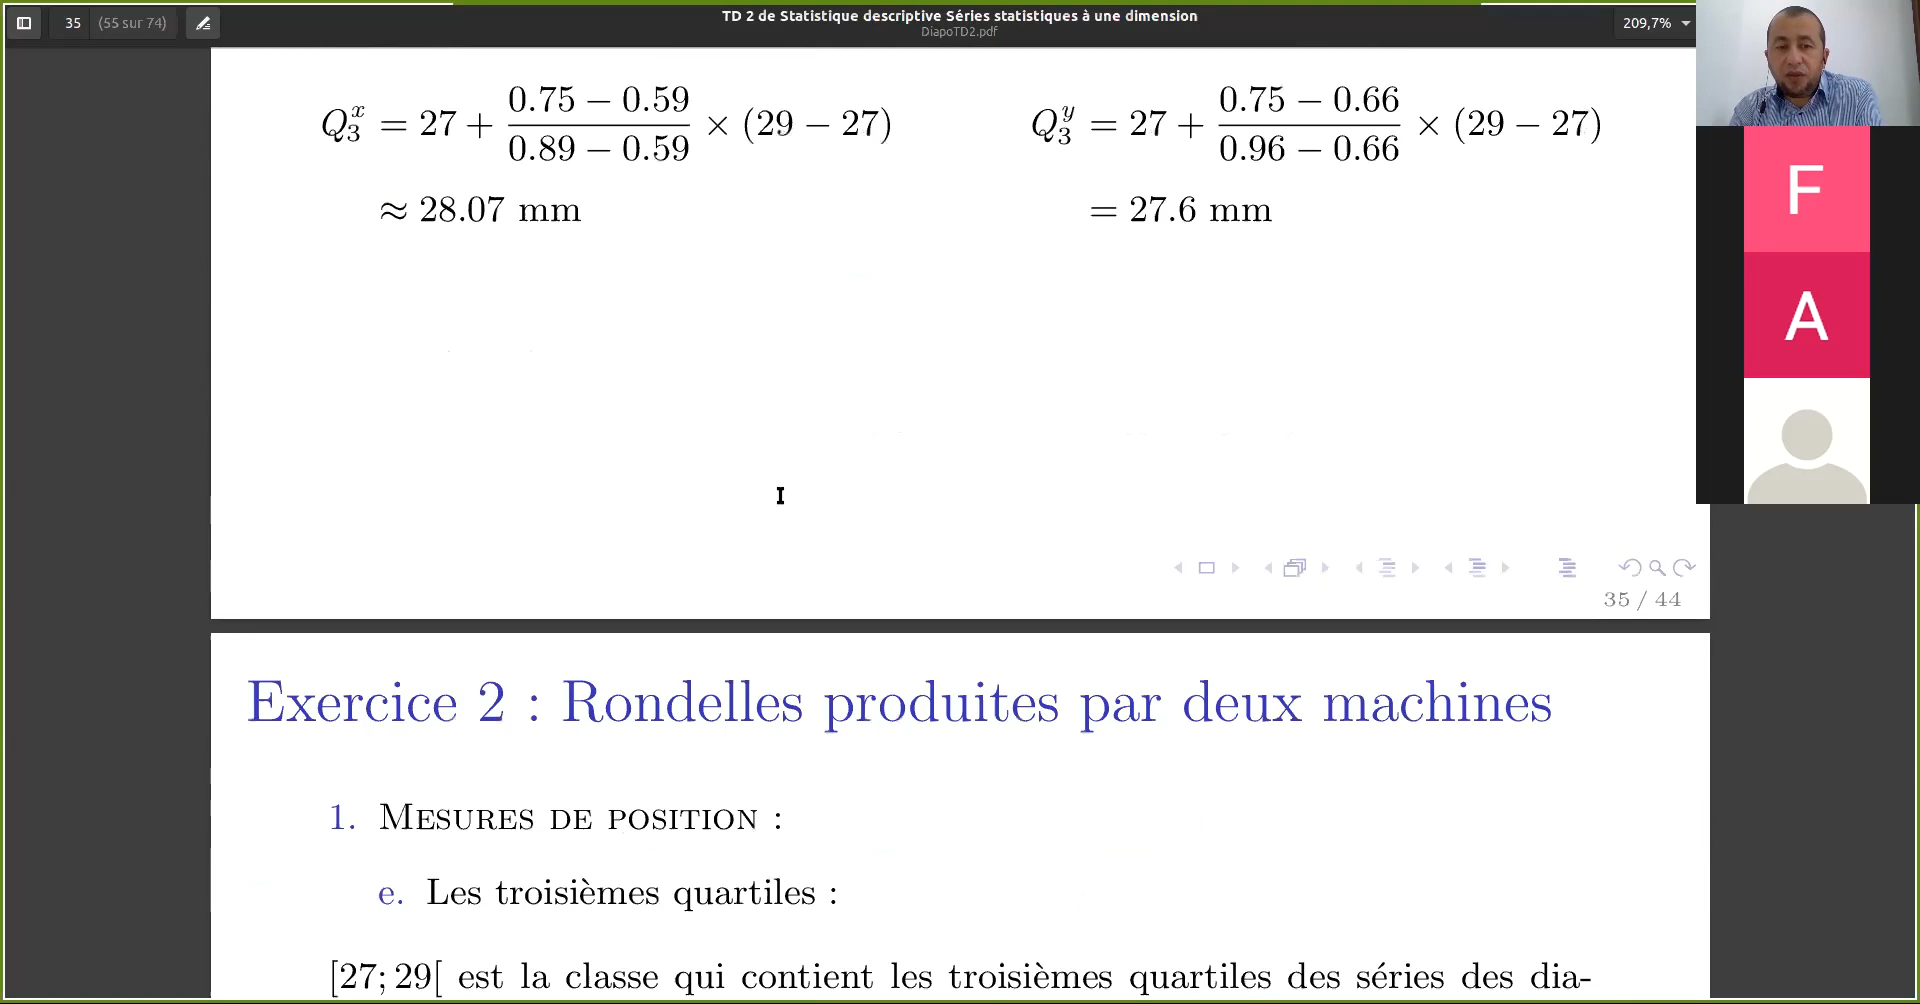 35 (55 sur 74)
TD 2 de Statistique descriptive Séries statistiques à une dimension
DiapoTD2.pdf
209,7%
Q₃ˣ = 27 + (0.75 − 0.59)/(0.89 − 0.59) × (29 − 27)
≈ 28.07 mm
Q₃ʸ = 27 + (0.75 − 0.66)/(0.96 − 0.66) × (29 − 27)
= 27.6 mm
F
A
35 / 44
Exercice 2 : Rondelles produites par deux machines
1. Mesures de position :
e. Les troisièmes quartiles :
[27; 29[ est la classe qui contient les troisièmes quartiles des séries des dia-